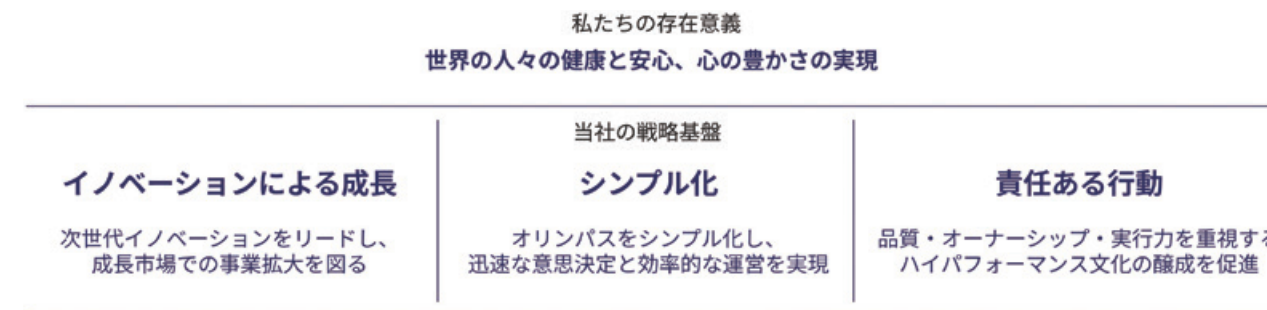 私たちの存在意義
世界の人々の健康と安心、心の豊かさの実現
当社の戦略基盤
イノベーションによる成長
次世代イノベーションをリードし、
成長市場での事業拡大を図る
シンプル化
オリンパスをシンプル化し、
迅速な意思決定と効率的な運営を実現
責任ある行動
品質・オーナーシップ・実行力を重視する
ハイパフォーマンス文化の醸成を促進